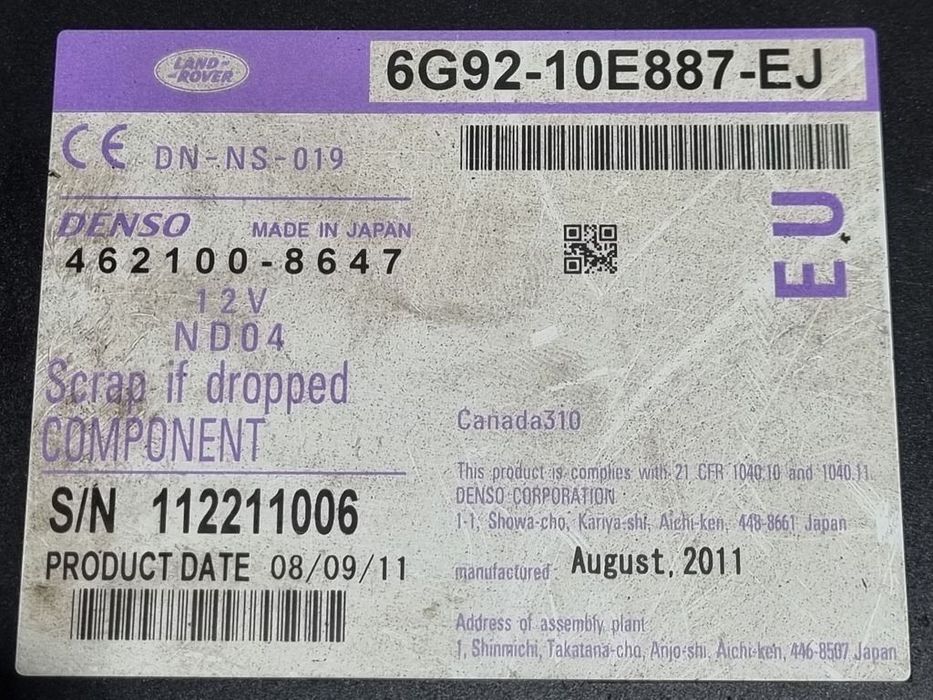 LAND-
-ROVER
6G92-10E887-EJ
CE DN-NS-019
DENSO MADE IN JAPAN
462100-8647
12V
ND04
Scrap if dropped
COMPONENT
S/N 112211006
PRODUCT DATE 08/09/11
EU
Canada310
This product is complies with 21 CFR 1040.10 and 1040.11.
DENSO CORPORATION
1-1, Showa-cho, Kariya-shi, Aichi-ken, 448-8661 Japan
manufactured: August, 2011
Address of assembly plant
1, Shinmichi, Takatana-cho, Anjo-shi, Aichi-ken, 446-8507 Japan